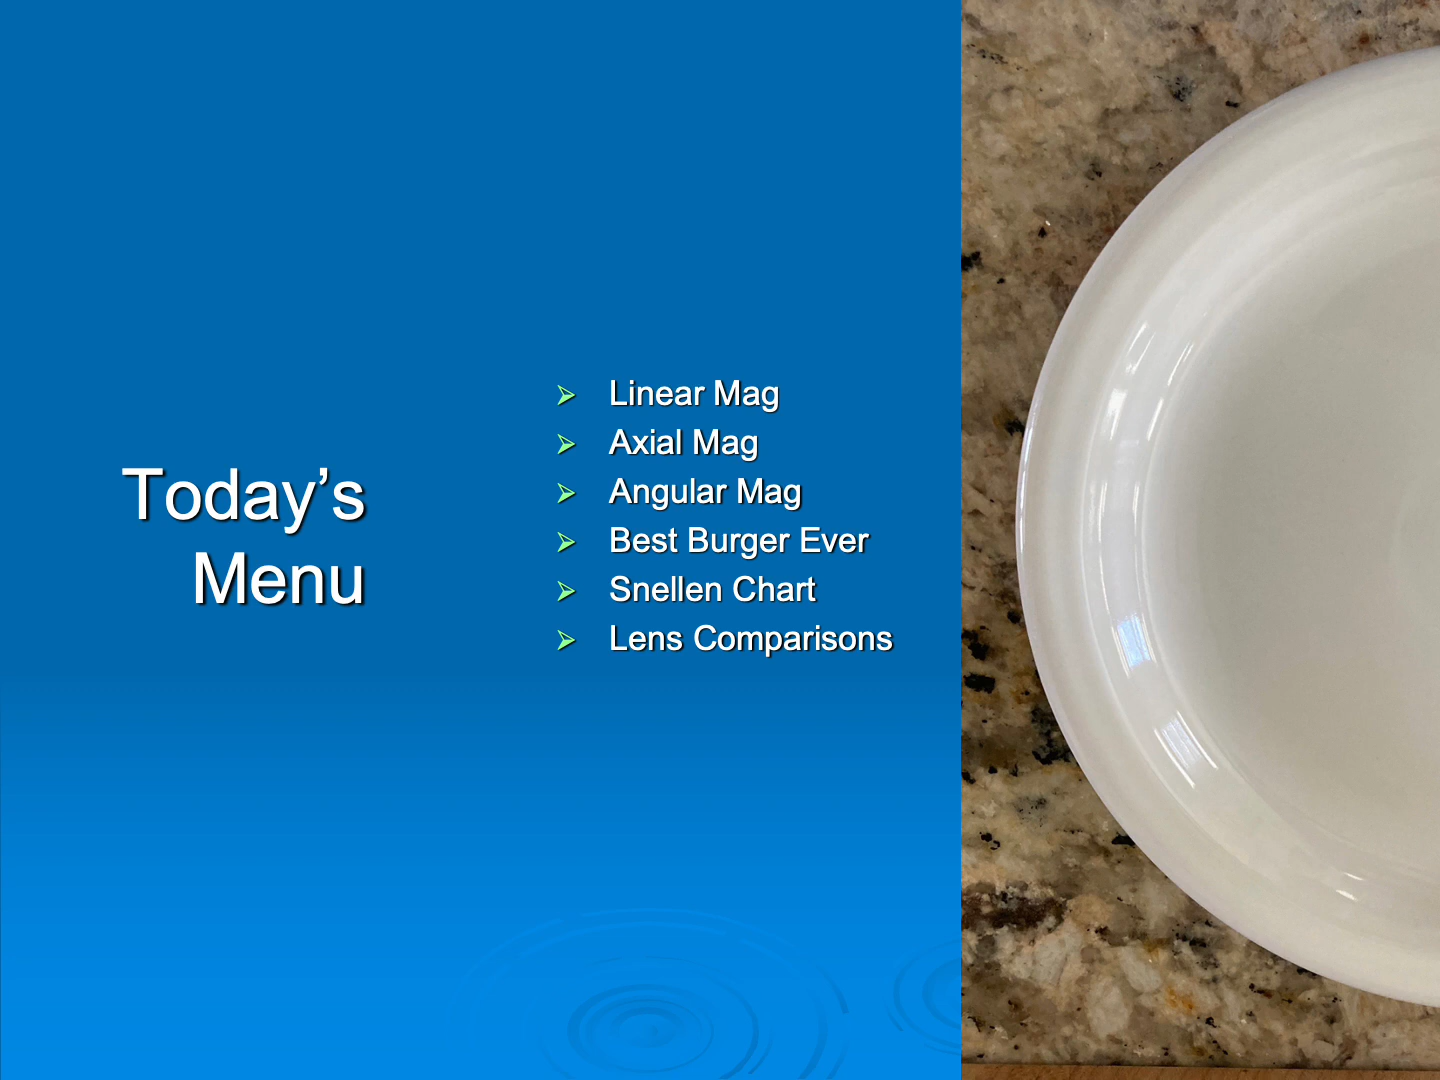 Today’s
Menu
Linear Mag
Axial Mag
Angular Mag
Best Burger Ever
Snellen Chart
Lens Comparisons